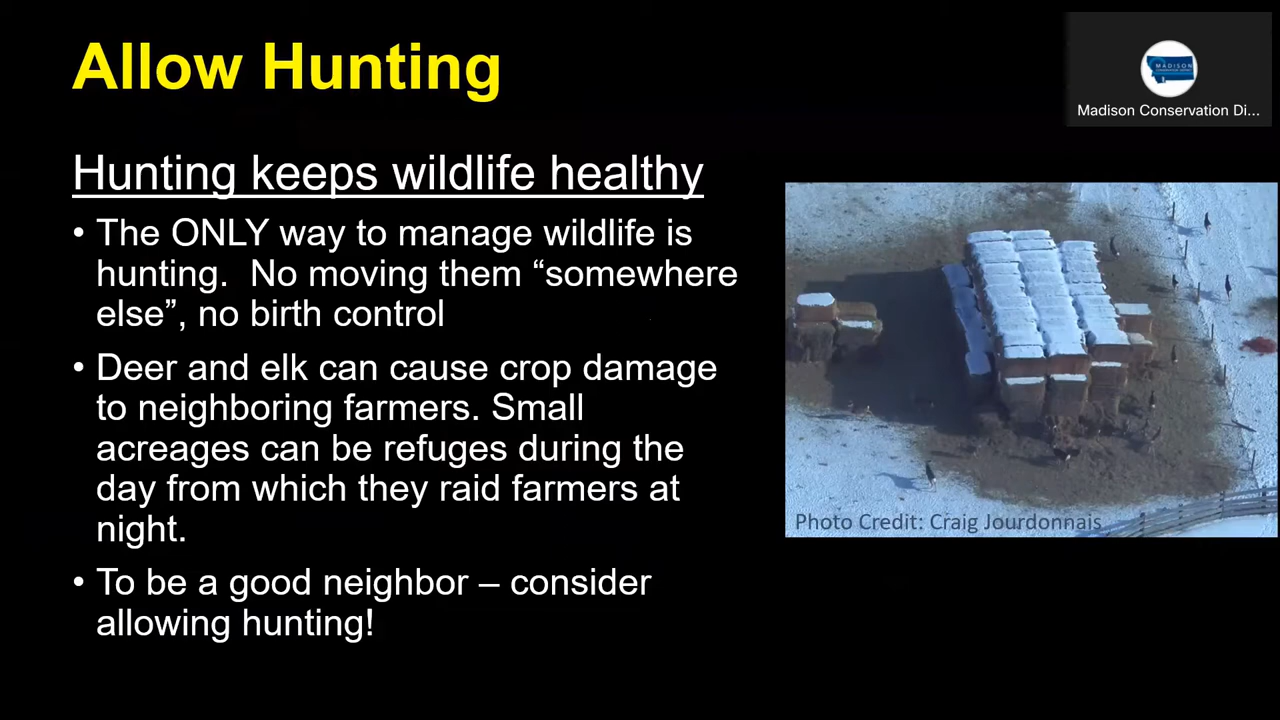 Allow Hunting
MADISON
Madison Conservation Di...
Hunting keeps wildlife healthy
• The ONLY way to manage wildlife is
hunting.  No moving them “somewhere
else”, no birth control
• Deer and elk can cause crop damage
to neighboring farmers. Small
acreages can be refuges during the
day from which they raid farmers at
night.
• To be a good neighbor – consider
allowing hunting!
Photo Credit: Craig Jourdonnais